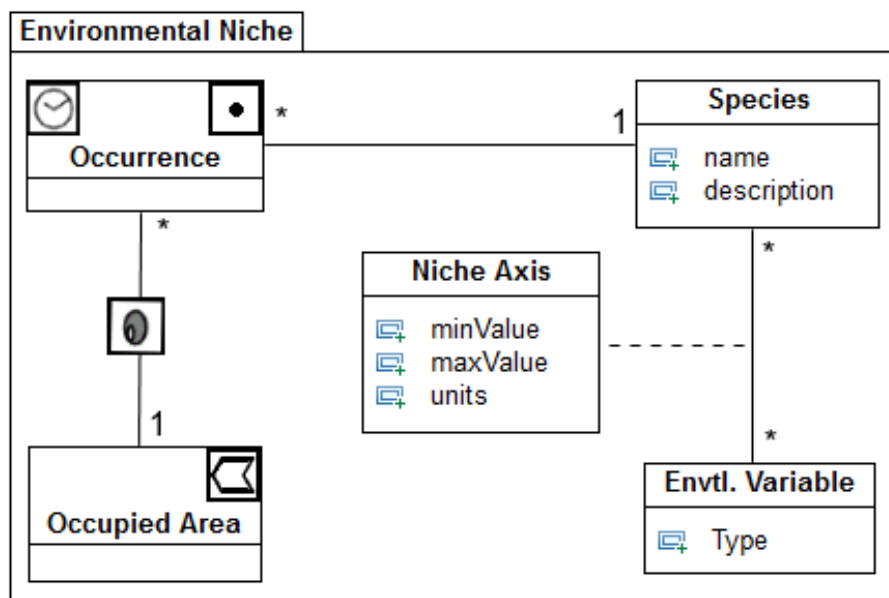 Environmental Niche
Occurrence
*
1
Species
name
description
*
*
Niche Axis
minValue
maxValue
units
1
*
Occupied Area
Envtl. Variable
Type